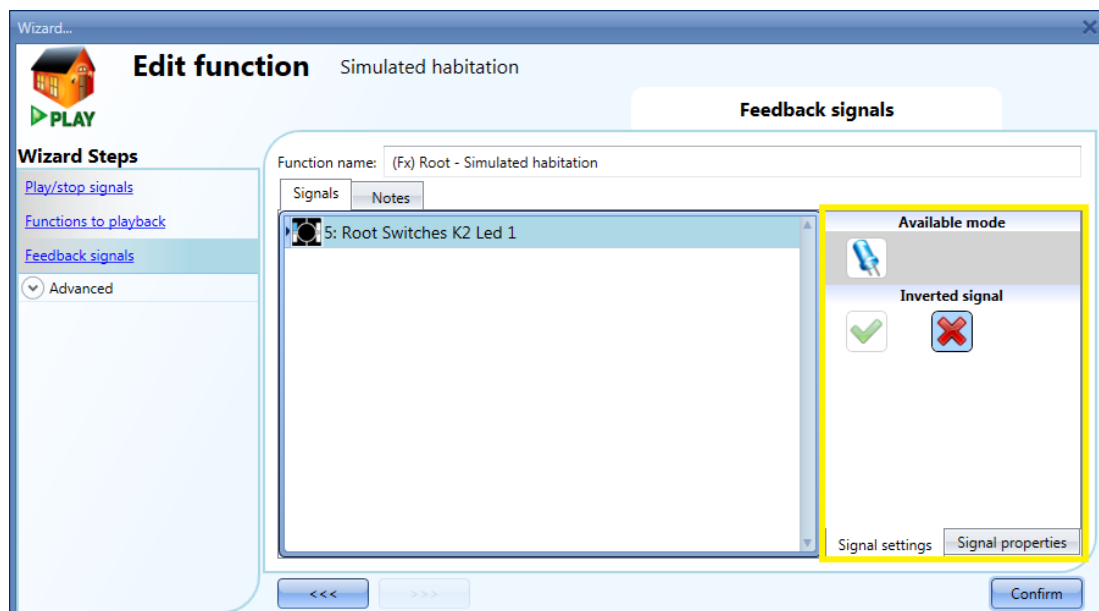 Wizard...
Edit function Simulated habitation
PLAY
Feedback signals
Wizard Steps
Play/stop signals
Functions to playback
Feedback signals
Advanced
Function name: (Fx) Root - Simulated habitation
Signals Notes
5: Root Switches K2 Led 1
Available mode
Inverted signal
Signal settings Signal properties
<<< >>> Confirm